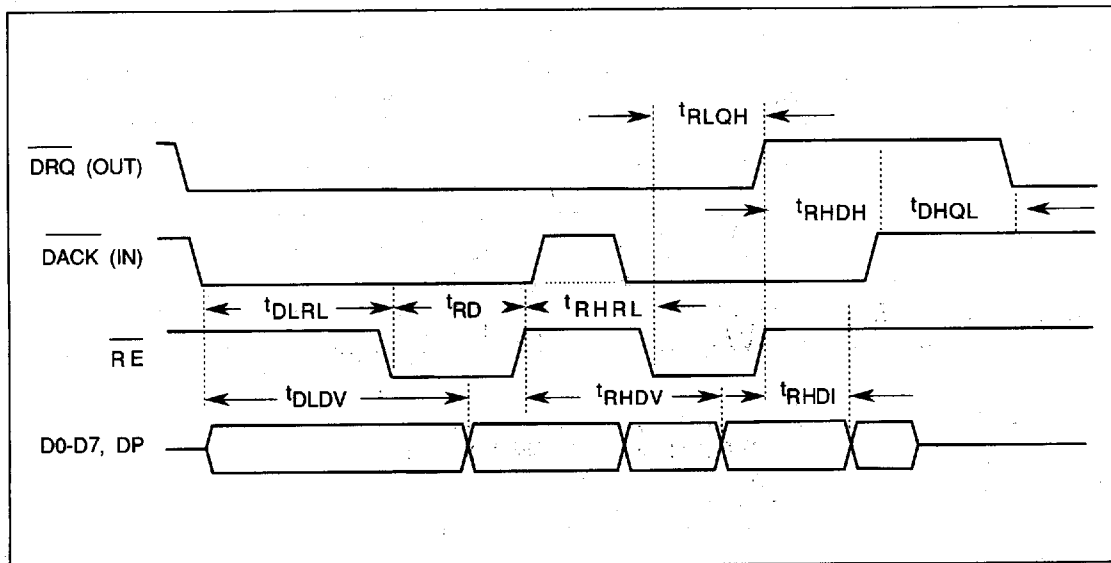 tRLQH
DRQ (OUT)
tRHDH tDHQL
DACK (IN)
tDLRL tRD tRHRL
RE
tDLDV tRHDV tRHDI
D0-D7, DP